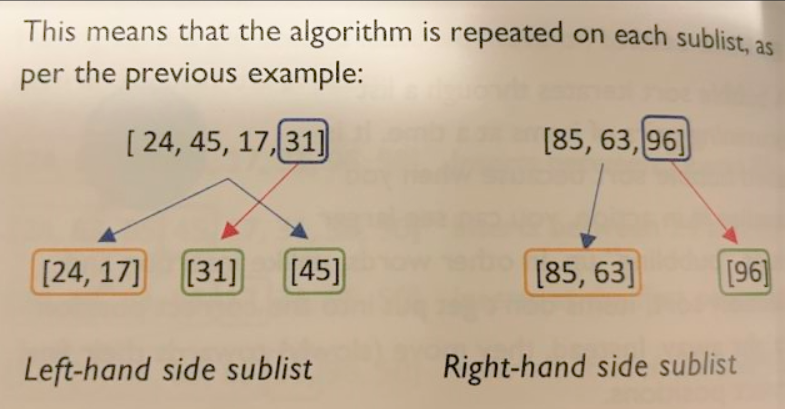 This means that the algorithm is repeated on each sublist, as
per the previous example:
[ 24, 45, 17, 31] [85, 63, 96]
[24, 17] [31] [45] [85, 63] [96]
Left-hand side sublist Right-hand side sublist